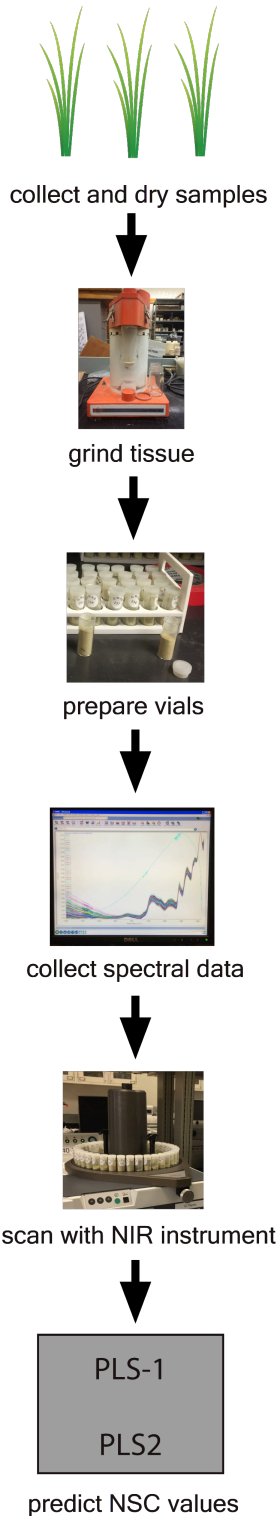 collect and dry samples
grind tissue
prepare vials
collect spectral data
scan with NIR instrument
PLS-1
PLS2
predict NSC values